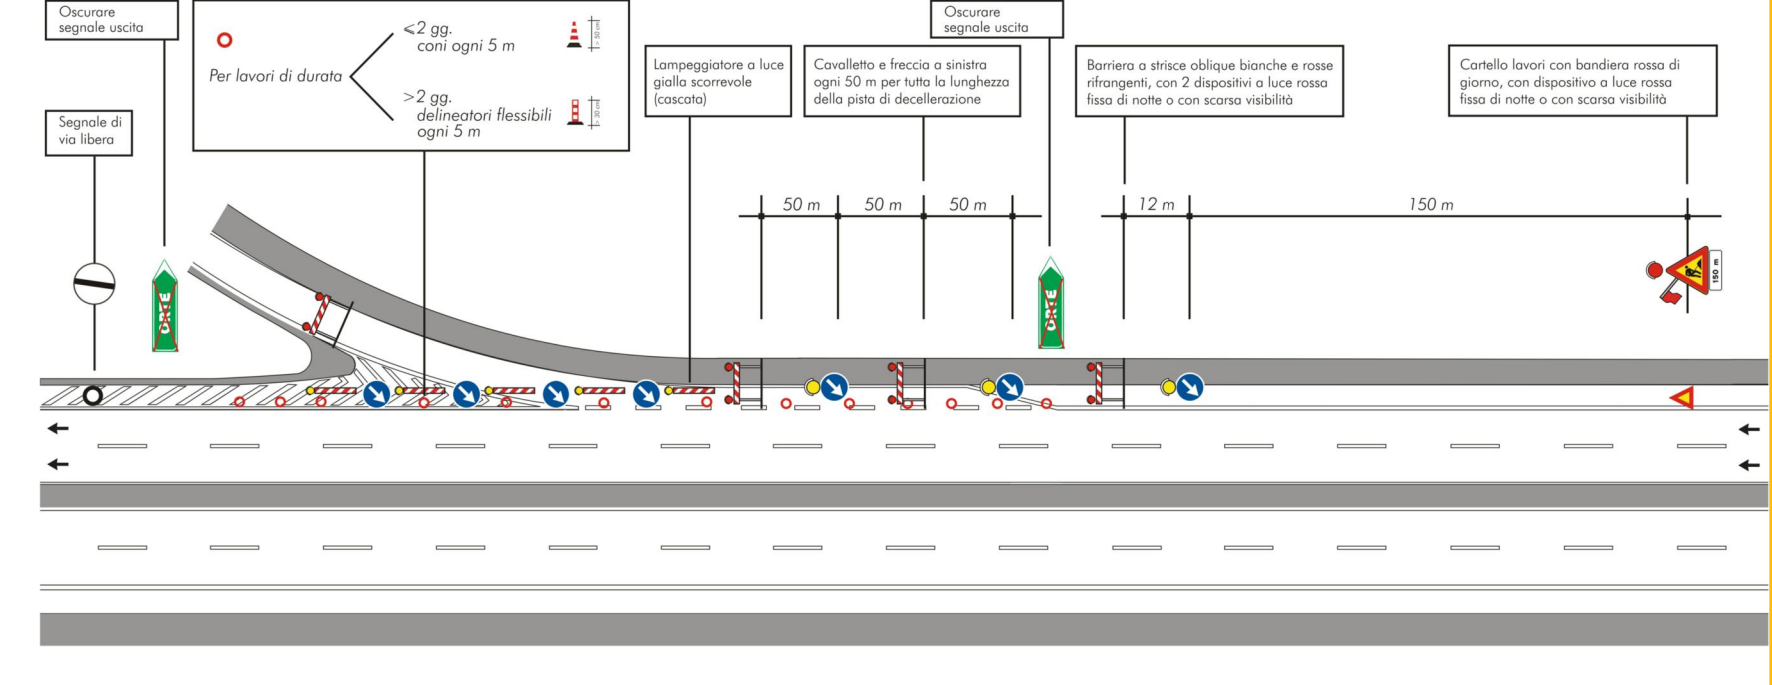 Oscurare
segnale uscita
Segnale di
via libera
Per lavori di durata
⩽2 gg.
coni ogni 5 m
> 50 cm
>2 gg.
delineatori flessibili
ogni 5 m
> 30 cm
Lampeggiatore a luce
gialla scorrevole
(cascata)
Cavalletto e freccia a sinistra
ogni 50 m per tutta la lunghezza
della pista di decellerazione
Oscurare
segnale uscita
Barriera a strisce oblique bianche e rosse
rifrangenti, con 2 dispositivi a luce rossa
fissa di notte o con scarsa visibilità
Cartello lavori con bandiera rossa di
giorno, con dispositivo a luce rossa
fissa di notte o con scarsa visibilità
50 m
50 m
50 m
12 m
150 m
150 m